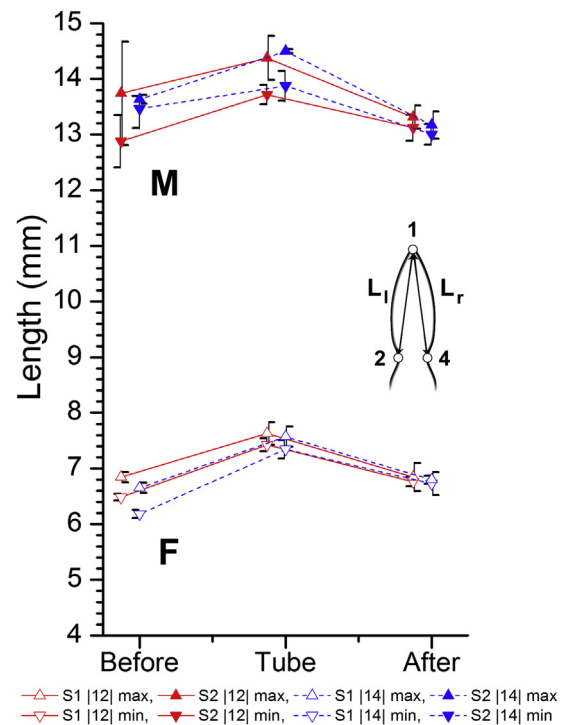 15
14
13
12
11
10
9
8
7
6
5
4
Length (mm)
M
F
1
L_l L_r
2 4
Before Tube After
S1 |12| max, S2 |12| max, S1 |14| max, S2 |14| max
S1 |12| min, S2 |12| min, S1 |14| min, S2 |14| min